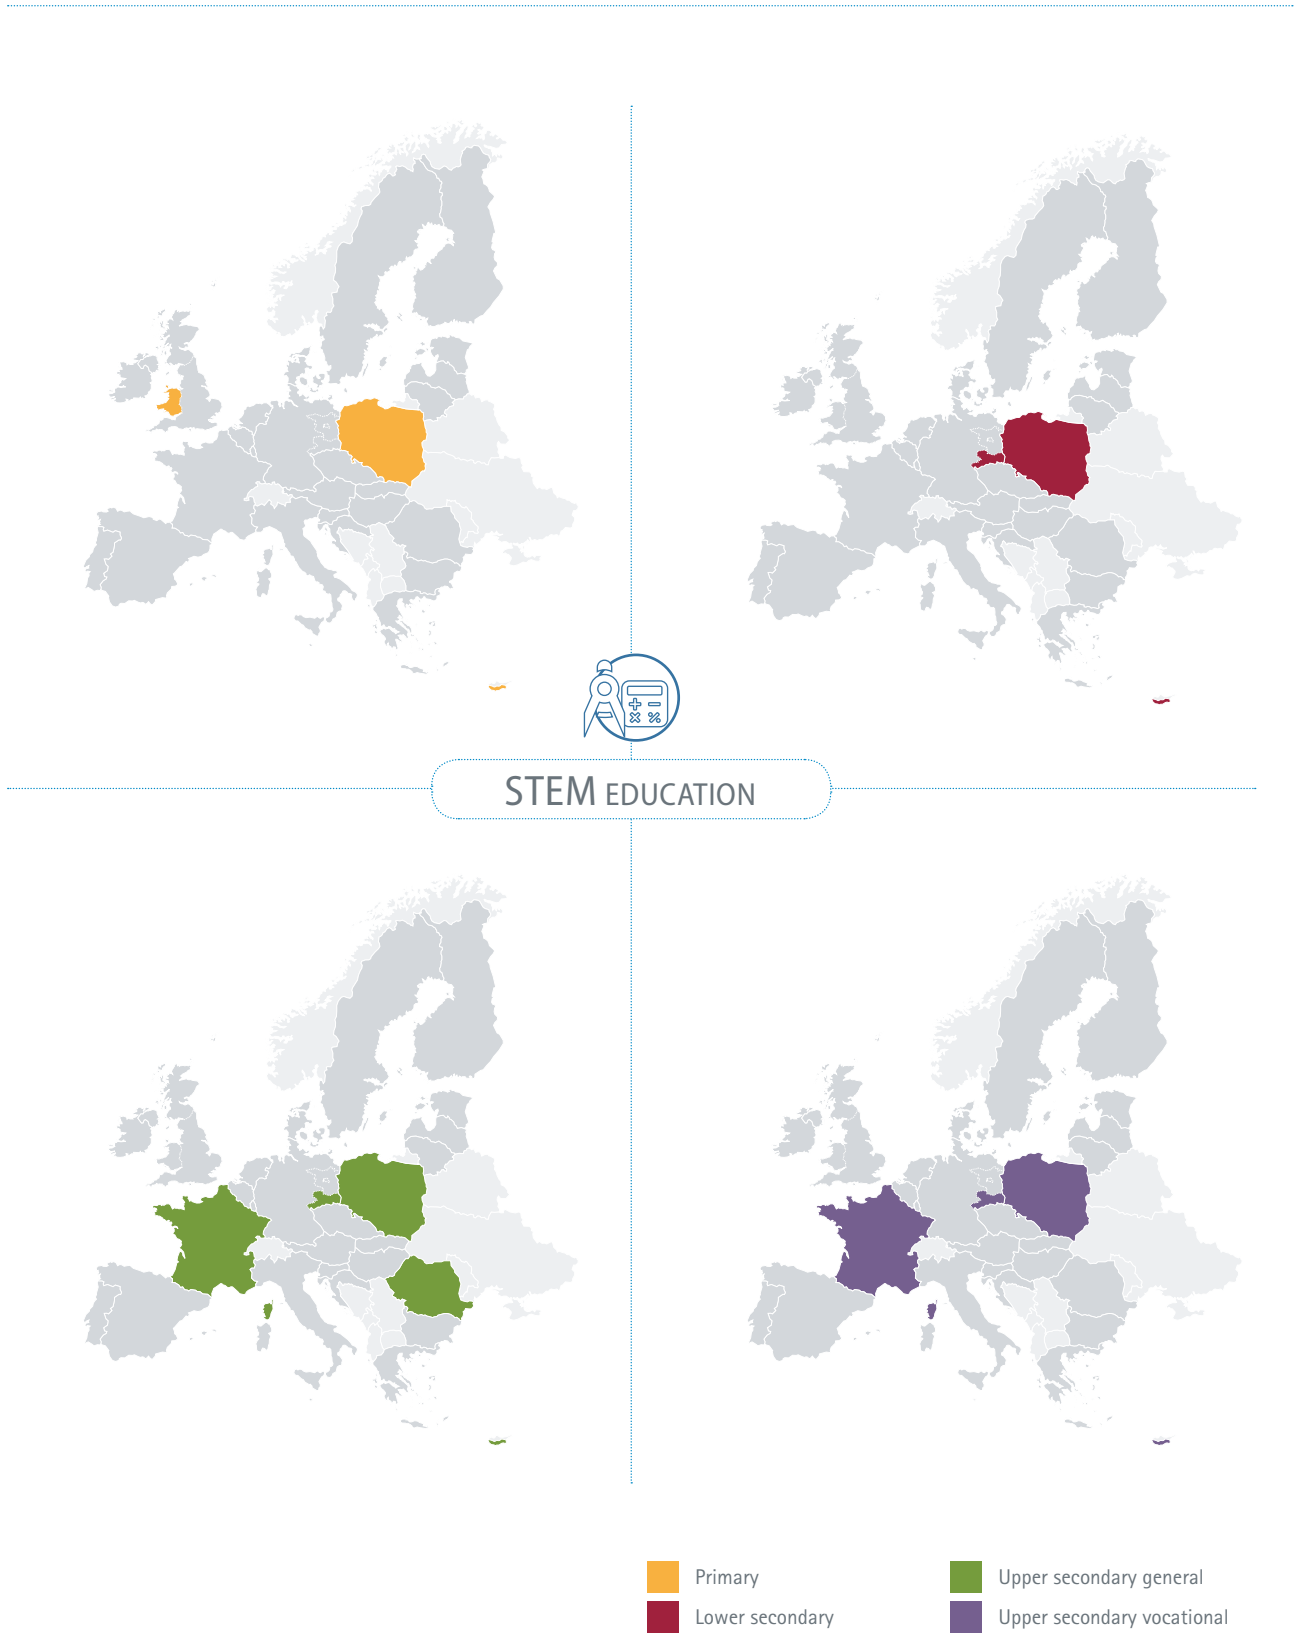 STEM EDUCATION
Primary
Lower secondary
Upper secondary general
Upper secondary vocational